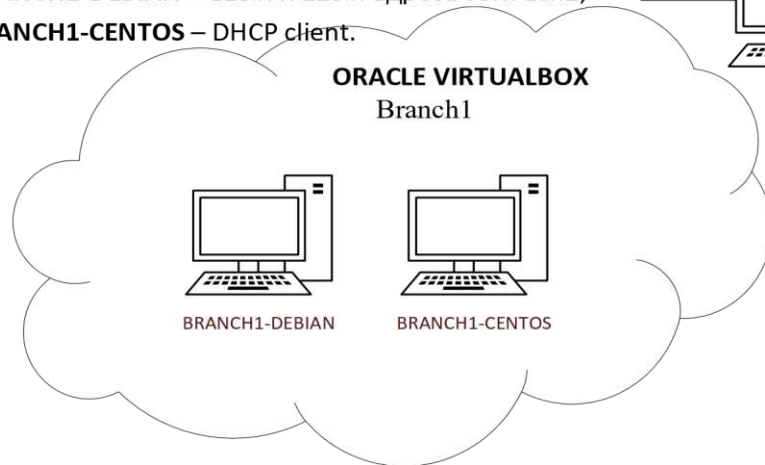 ANCH1-CENTOS – DHCP client.
ORACLE VIRTUALBOX
Branch1
BRANCH1-DEBIAN
BRANCH1-CENTOS